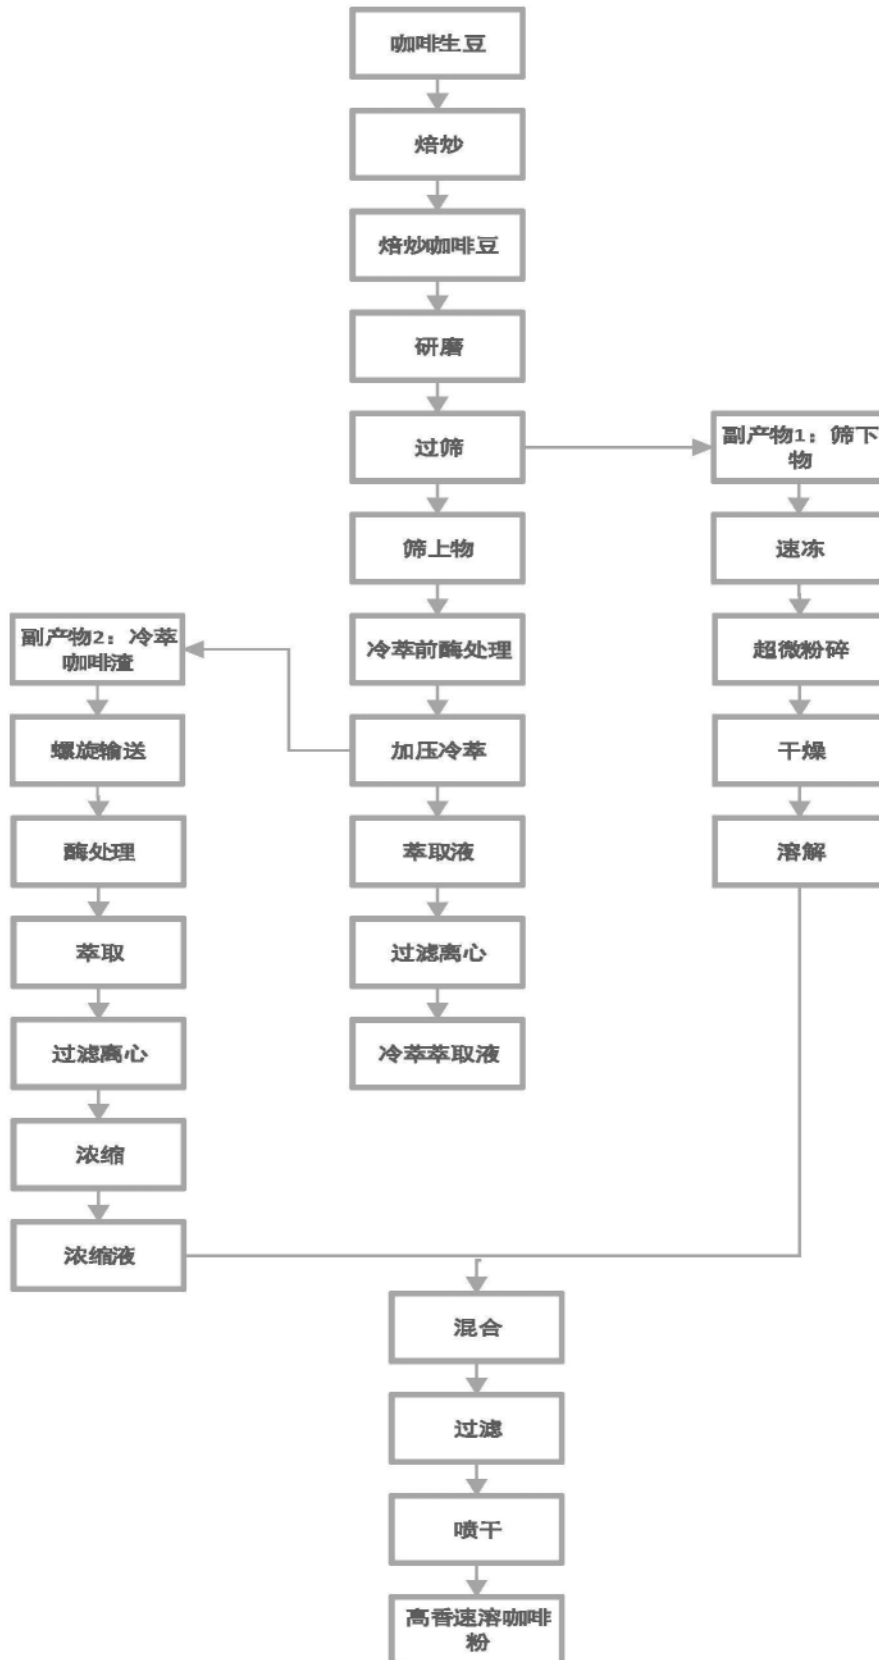 咖啡生豆
焙炒
焙炒咖啡豆
研磨
过筛
副产物1：筛下
物
筛上物
速冻
副产物2：冷萃
咖啡渣
冷萃前酶处理
超微粉碎
螺旋输送
加压冷萃
干燥
酶处理
萃取液
溶解
萃取
过滤离心
过滤离心
冷萃萃取液
浓缩
浓缩液
混合
过滤
喷干
高香速溶咖啡
粉